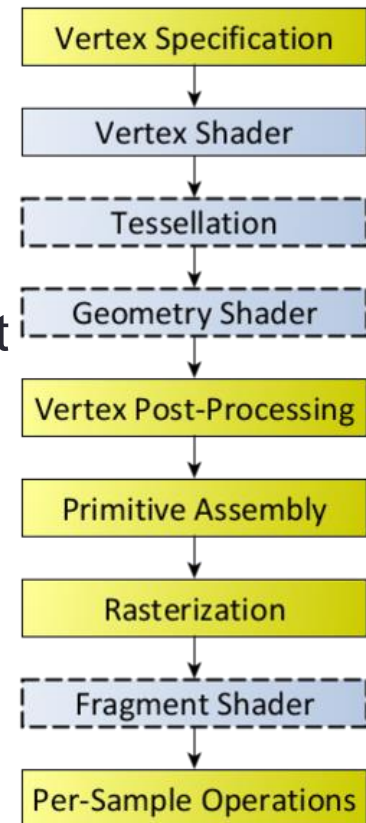 Vertex Specification
Vertex Shader
Tessellation
Geometry Shader
t
Vertex Post-Processing
Primitive Assembly
Rasterization
Fragment Shader
Per-Sample Operations